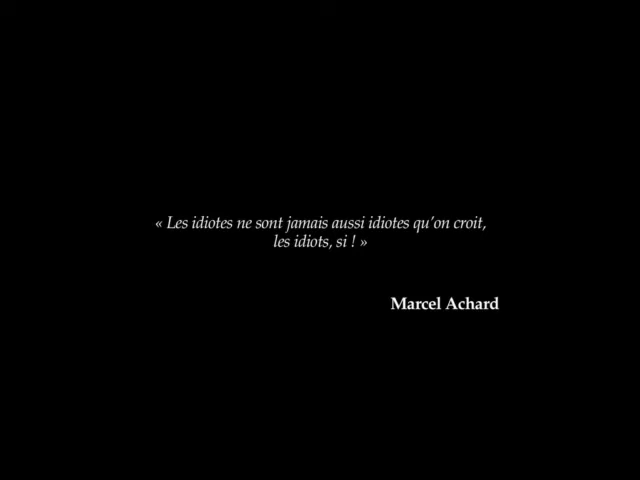 « Les idiotes ne sont jamais aussi idiotes qu’on croit,
les idiots, si ! »
Marcel Achard